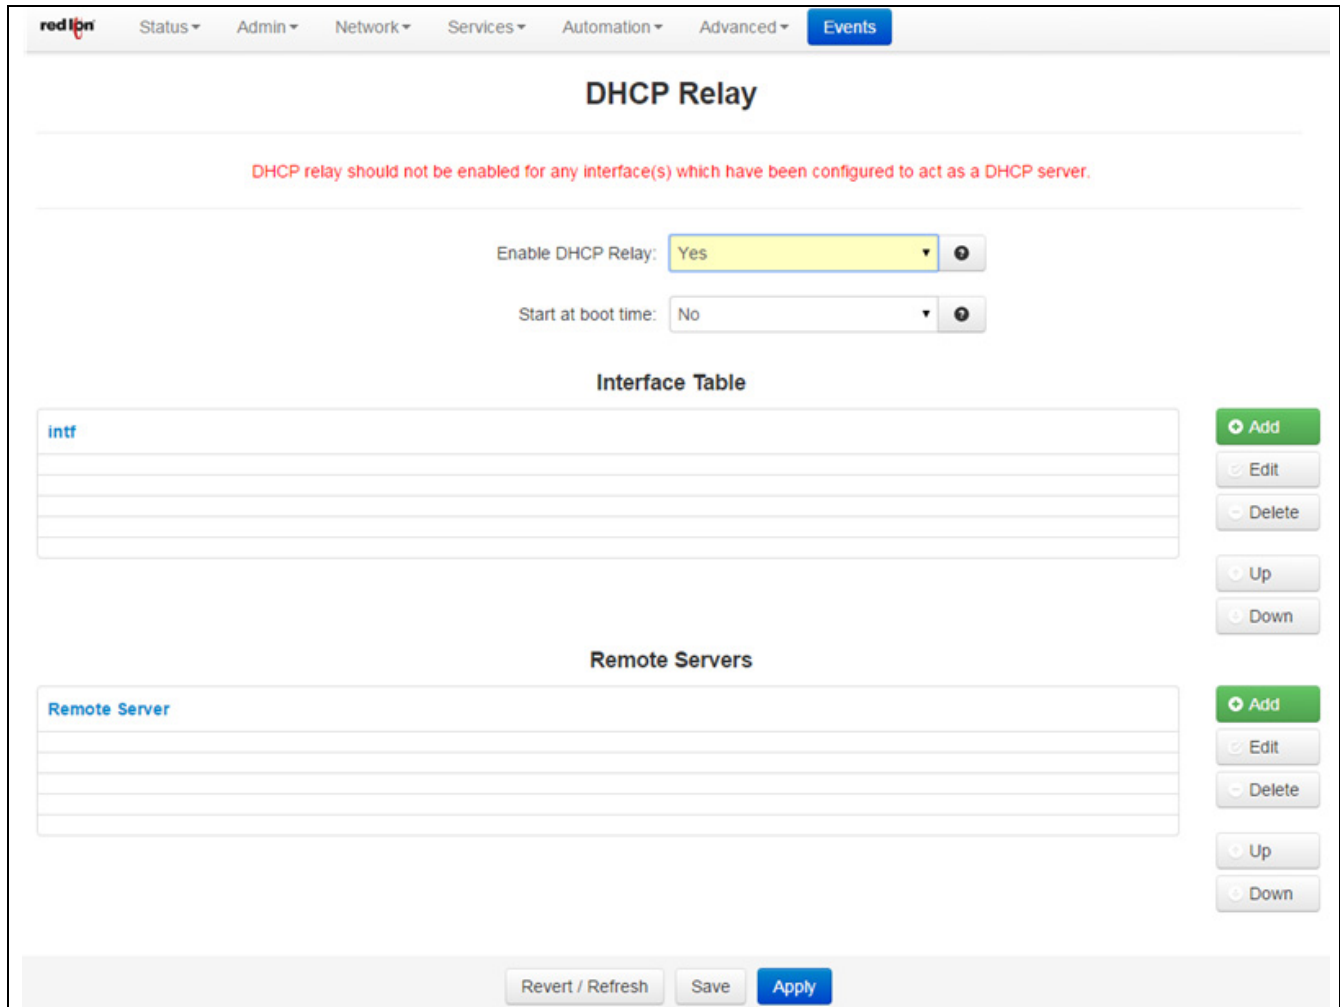 red lion Status Admin Network Services Automation Advanced Events
DHCP Relay
DHCP relay should not be enabled for any interface(s) which have been configured to act as a DHCP server.
Enable DHCP Relay: Yes
Start at boot time: No
Interface Table
intf
Add
Edit
Delete
Up
Down
Remote Servers
Remote Server
Add
Edit
Delete
Up
Down
Revert / Refresh Save Apply